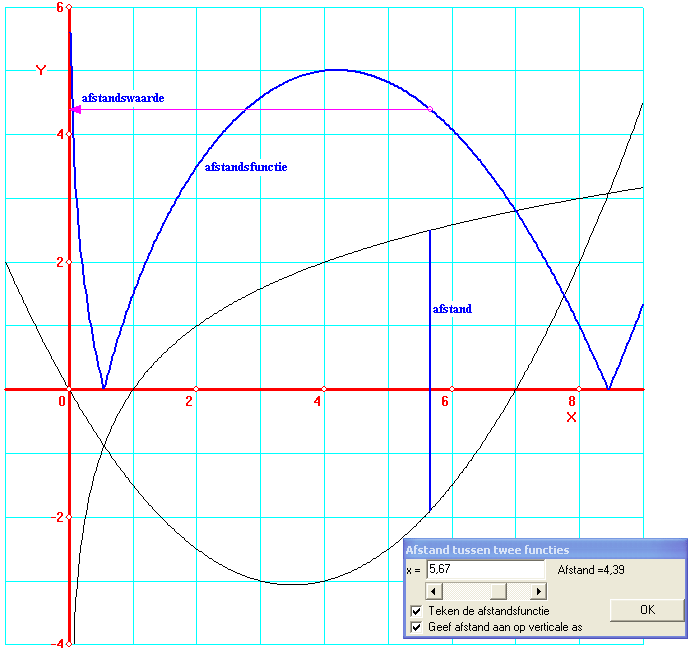 6
Y
afstandswaarde
4
afstandsfunctie
2
afstand
0 2 4 6 8
X
-2
Afstand tussen twee functies
x = 5,67 Afstand =4,39
Teken de afstandsfunctie
OK
Geef afstand aan op verticale as
-4